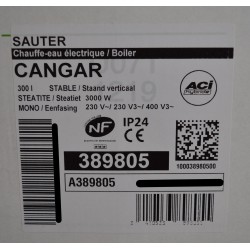 SAUTER
Chauffe-eau électrique / Boiler
CANGAR
300 l STABLE / Staand verticaal
STEATITE / Steatiet 3000 W
MONO / Eenfasing 230 V~/ 230 V3~/ 400 V3~
ACI
NF IP24
CE
389805
100038980500
A389805